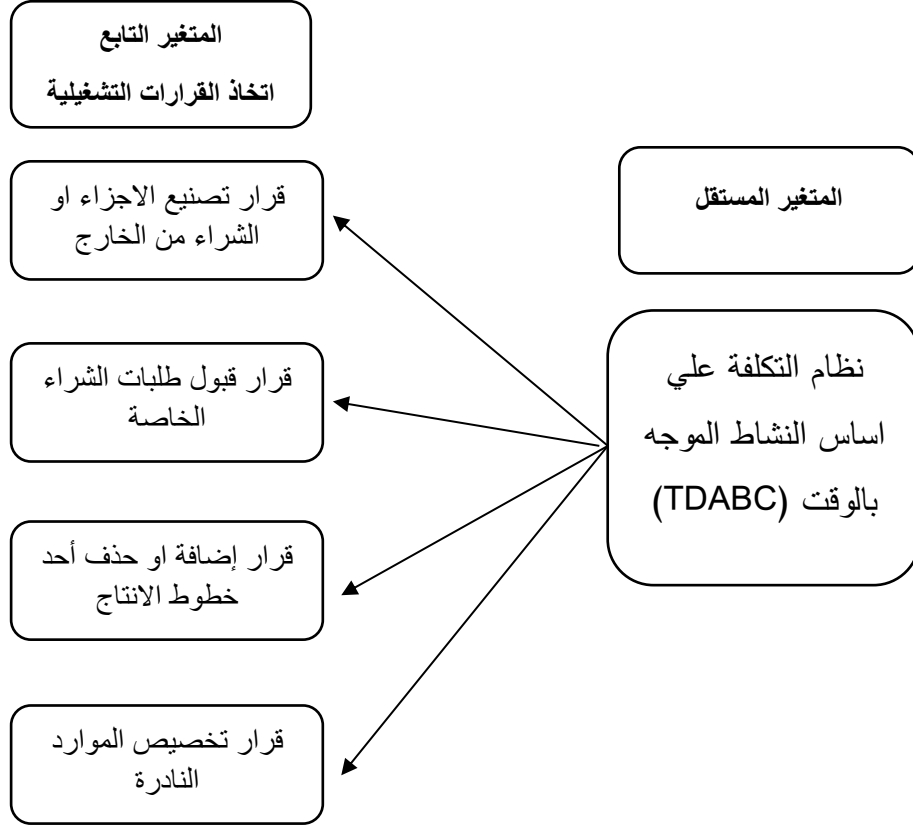 المتغير التابع
اتخاذ القرارات التشغيلية
المتغير المستقل
نظام التكلفة علي
اساس النشاط الموجه
بالوقت (TDABC)
قرار تصنيع الاجزاء او
الشراء من الخارج
قرار قبول طلبات الشراء
الخاصة
قرار إضافة او حذف أحد
خطوط الانتاج
قرار تخصيص الموارد
النادرة